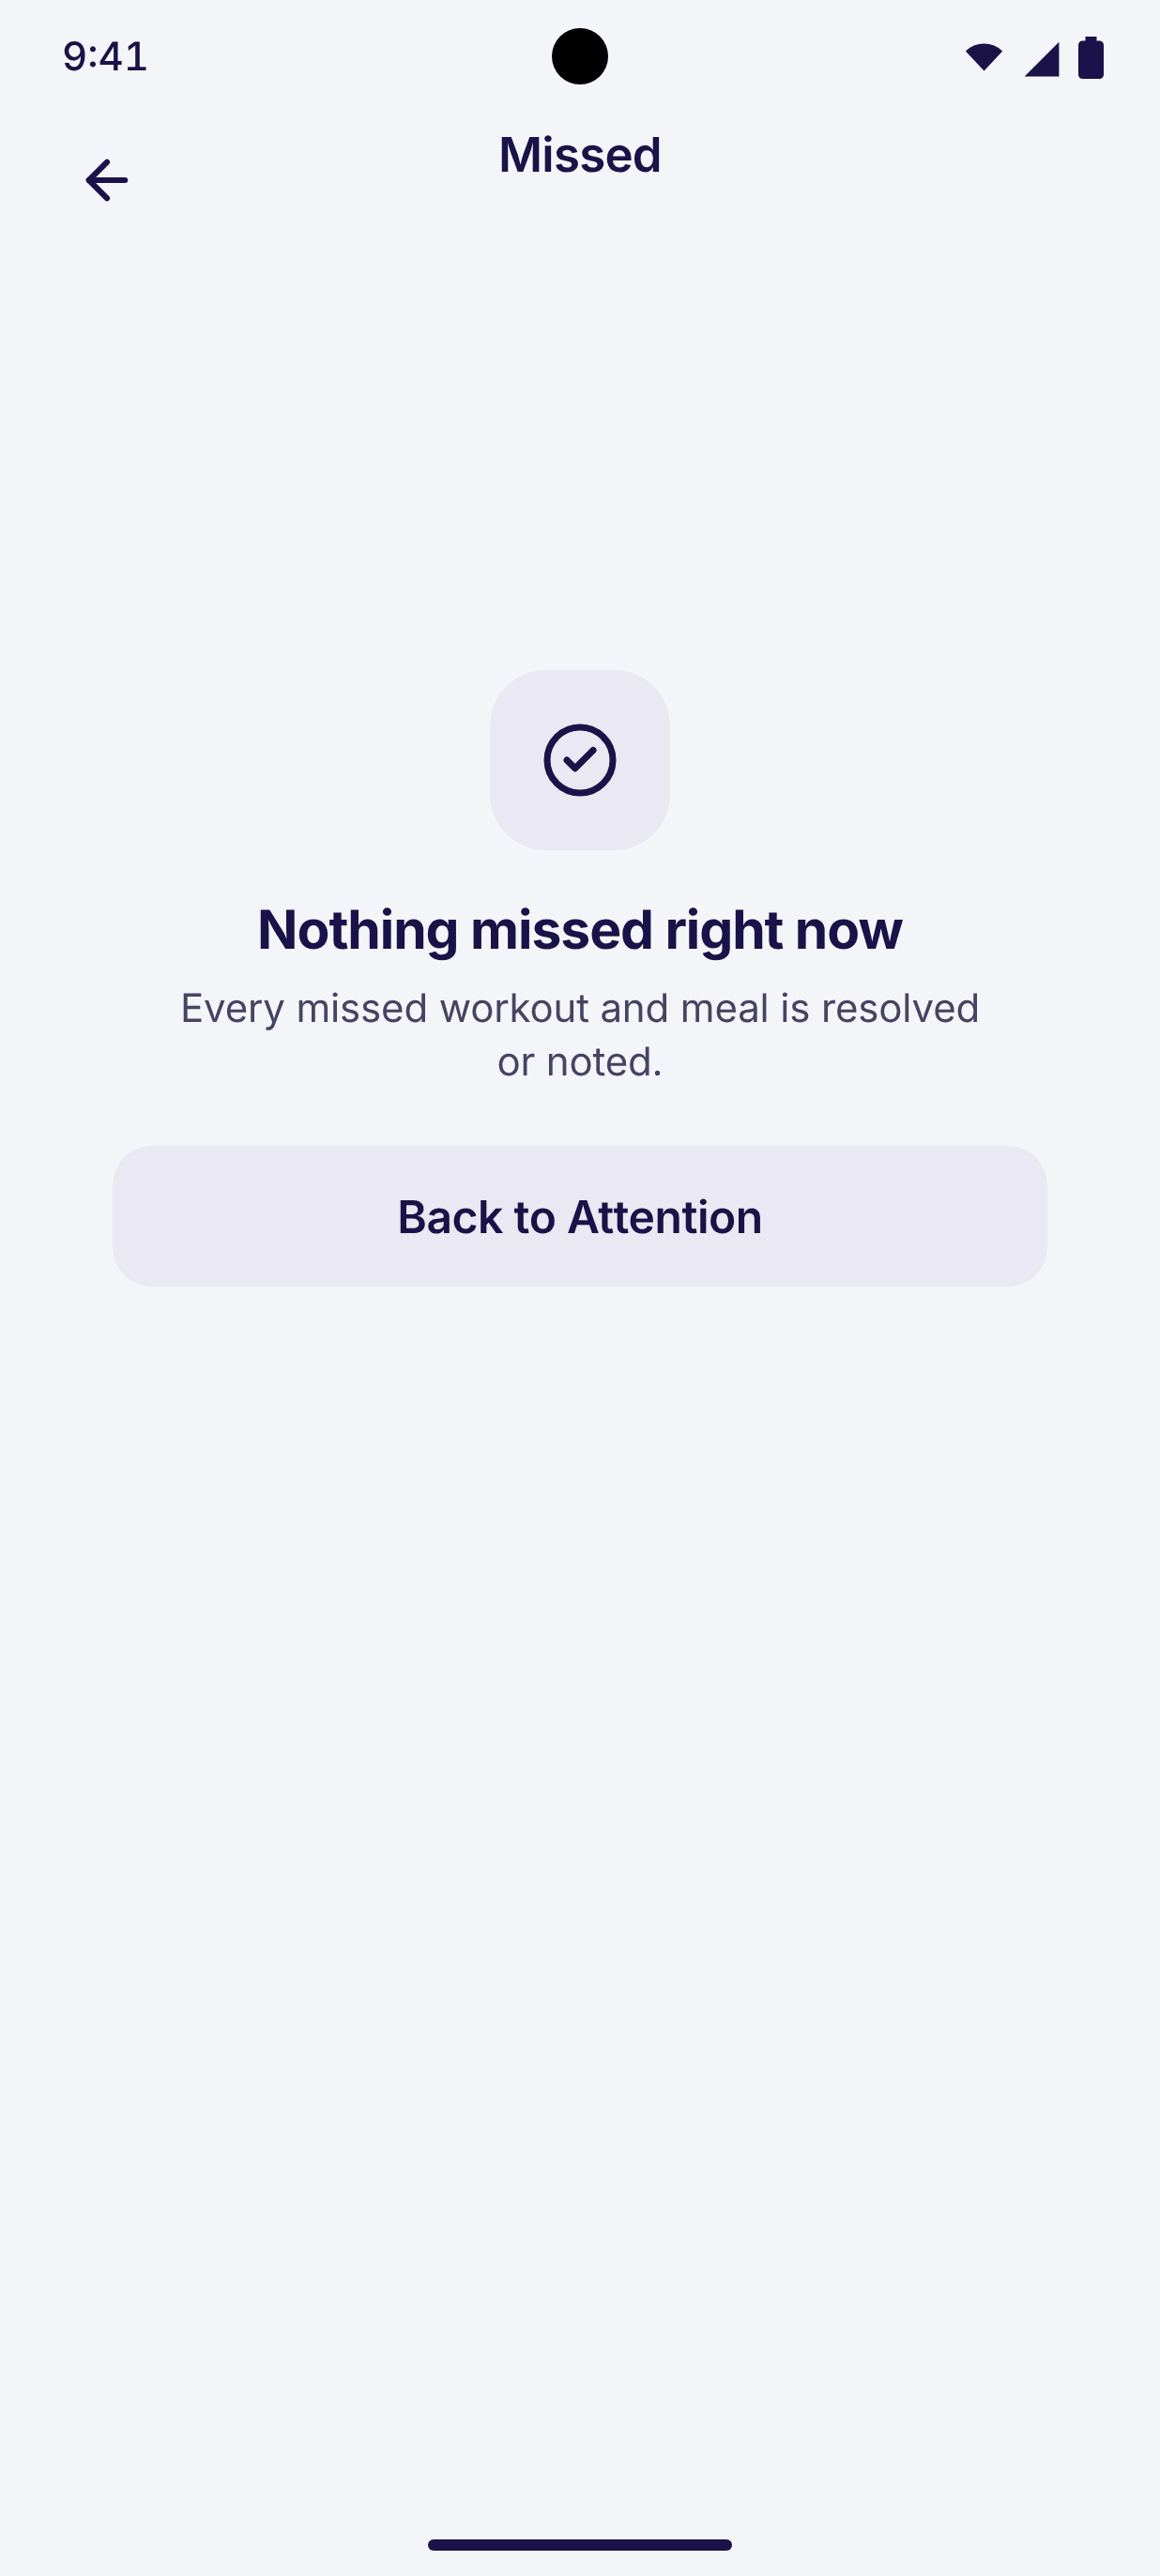 9:41
Missed
Nothing missed right now
Every missed workout and meal is resolved
or noted.
Back to Attention